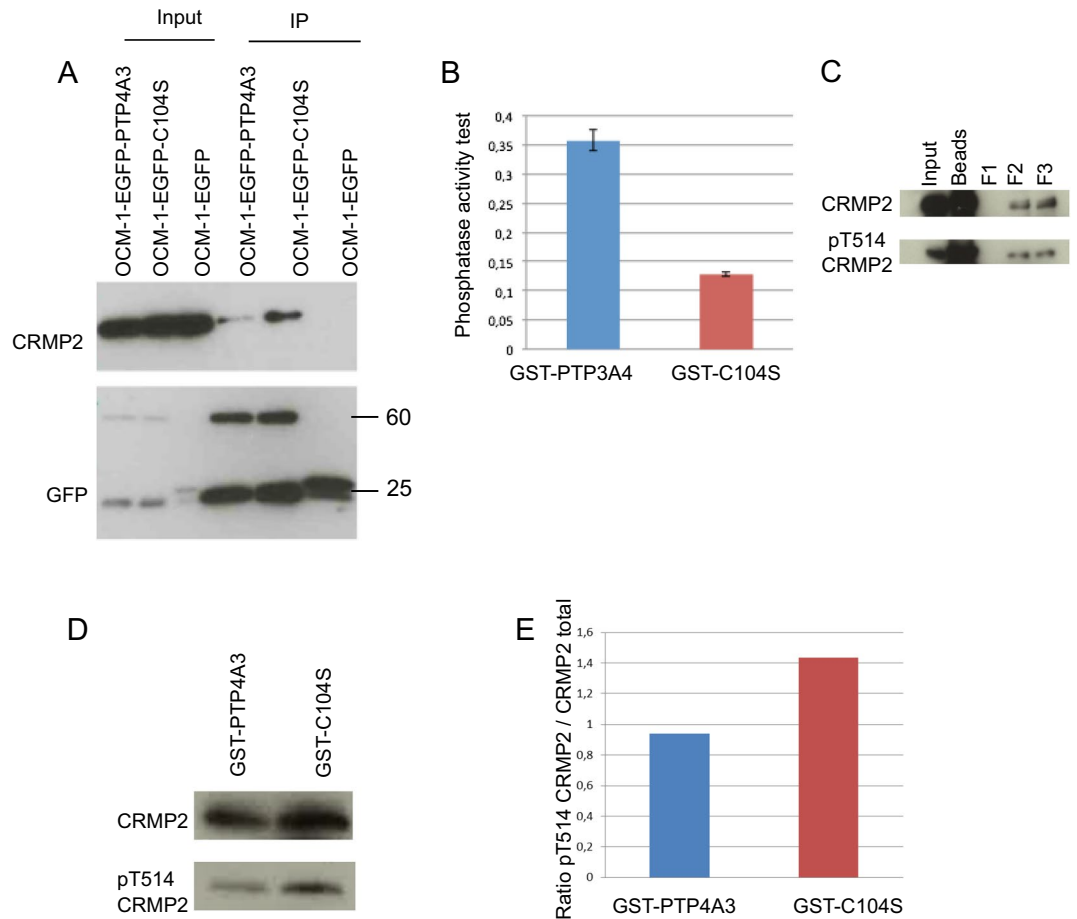 Input
IP
A
OCM-1-EGFP-PTP4A3
OCM-1-EGFP-C104S
OCM-1-EGFP
OCM-1-EGFP-PTP4A3
OCM-1-EGFP-C104S
OCM-1-EGFP
CRMP2
GFP
60
25
B
Phosphatase activity test
0,4
0,35
0,3
0,25
0,2
0,15
0,1
0,05
0
GST-PTP3A4
GST-C104S
C
Input
Beads
F1
F2
F3
CRMP2
pT514
CRMP2
D
GST-PTP4A3
GST-C104S
CRMP2
pT514
CRMP2
E
Ratio pT514 CRMP2 / CRMP2 total
1,6
1,4
1,2
1
0,8
0,6
0,4
0,2
0
GST-PTP4A3
GST-C104S